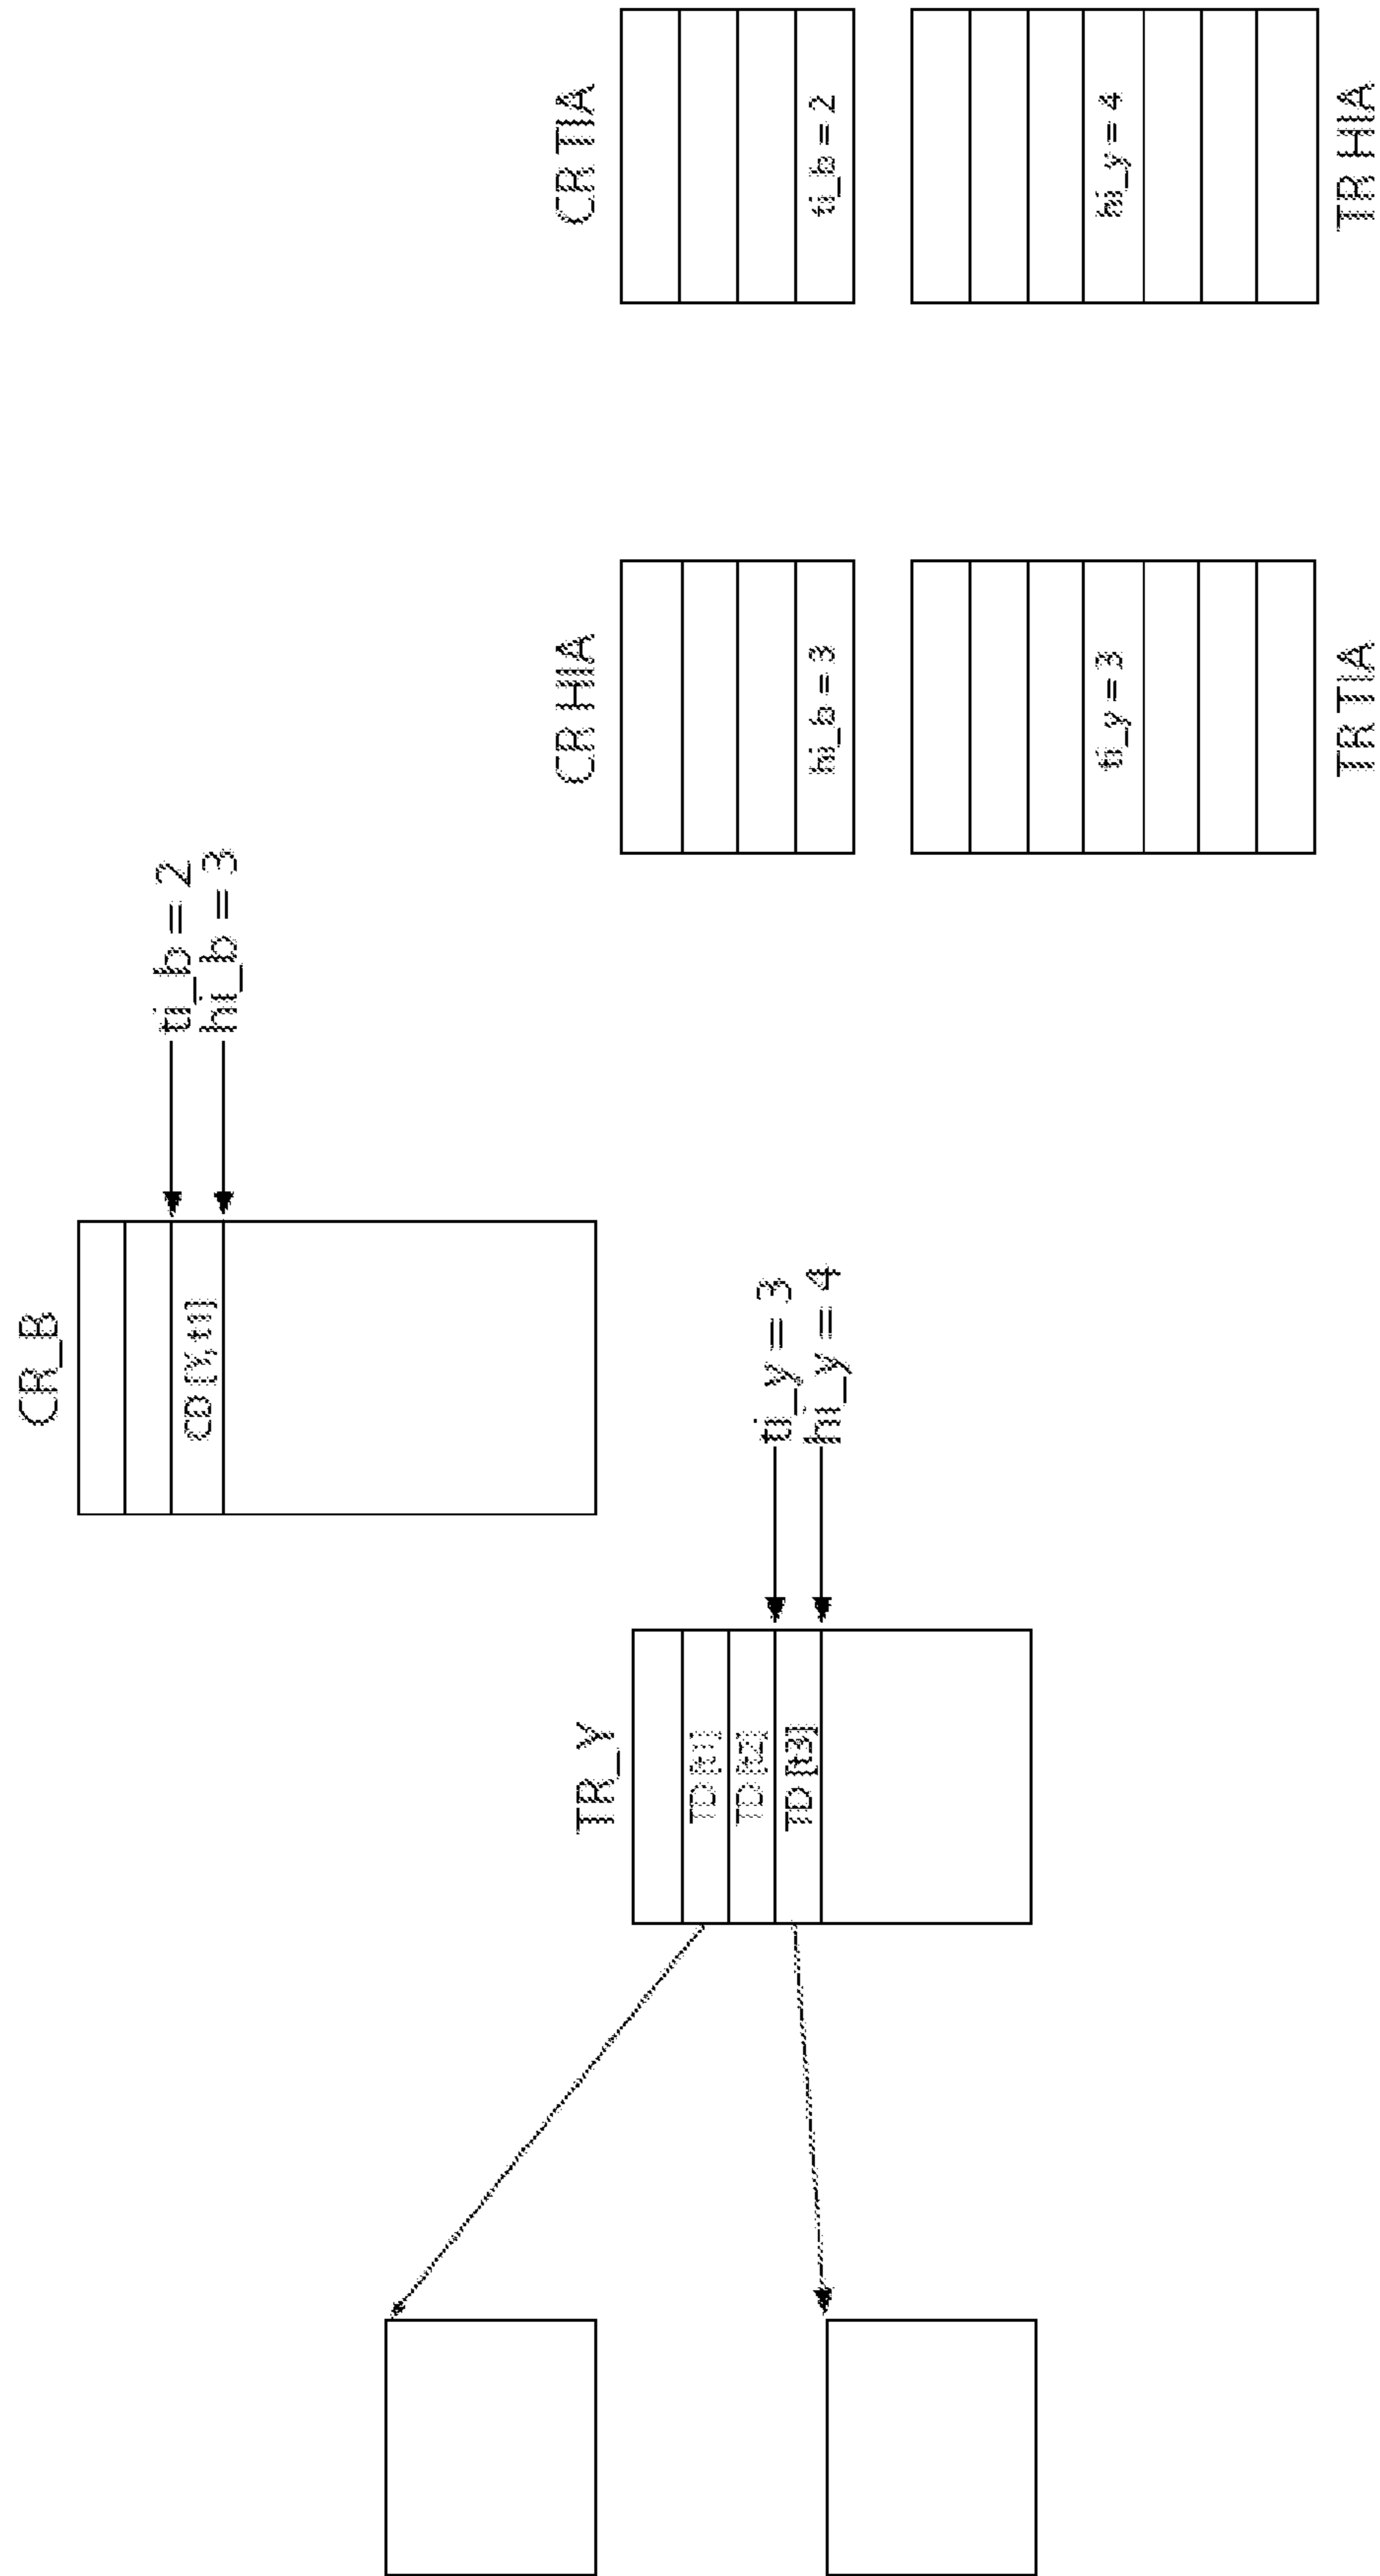 CR_B
CD [Y, t1]
ti_b = 2
hi_b = 3
TR_Y
TD [t1]
TD [t2]
TD [t3]
ti_y = 3
hi_y = 4
CR HIA
hi_b = 3
ti_y = 3
TR TIA
CR TIA
ti_b = 2
hi_y = 4
TR HIA